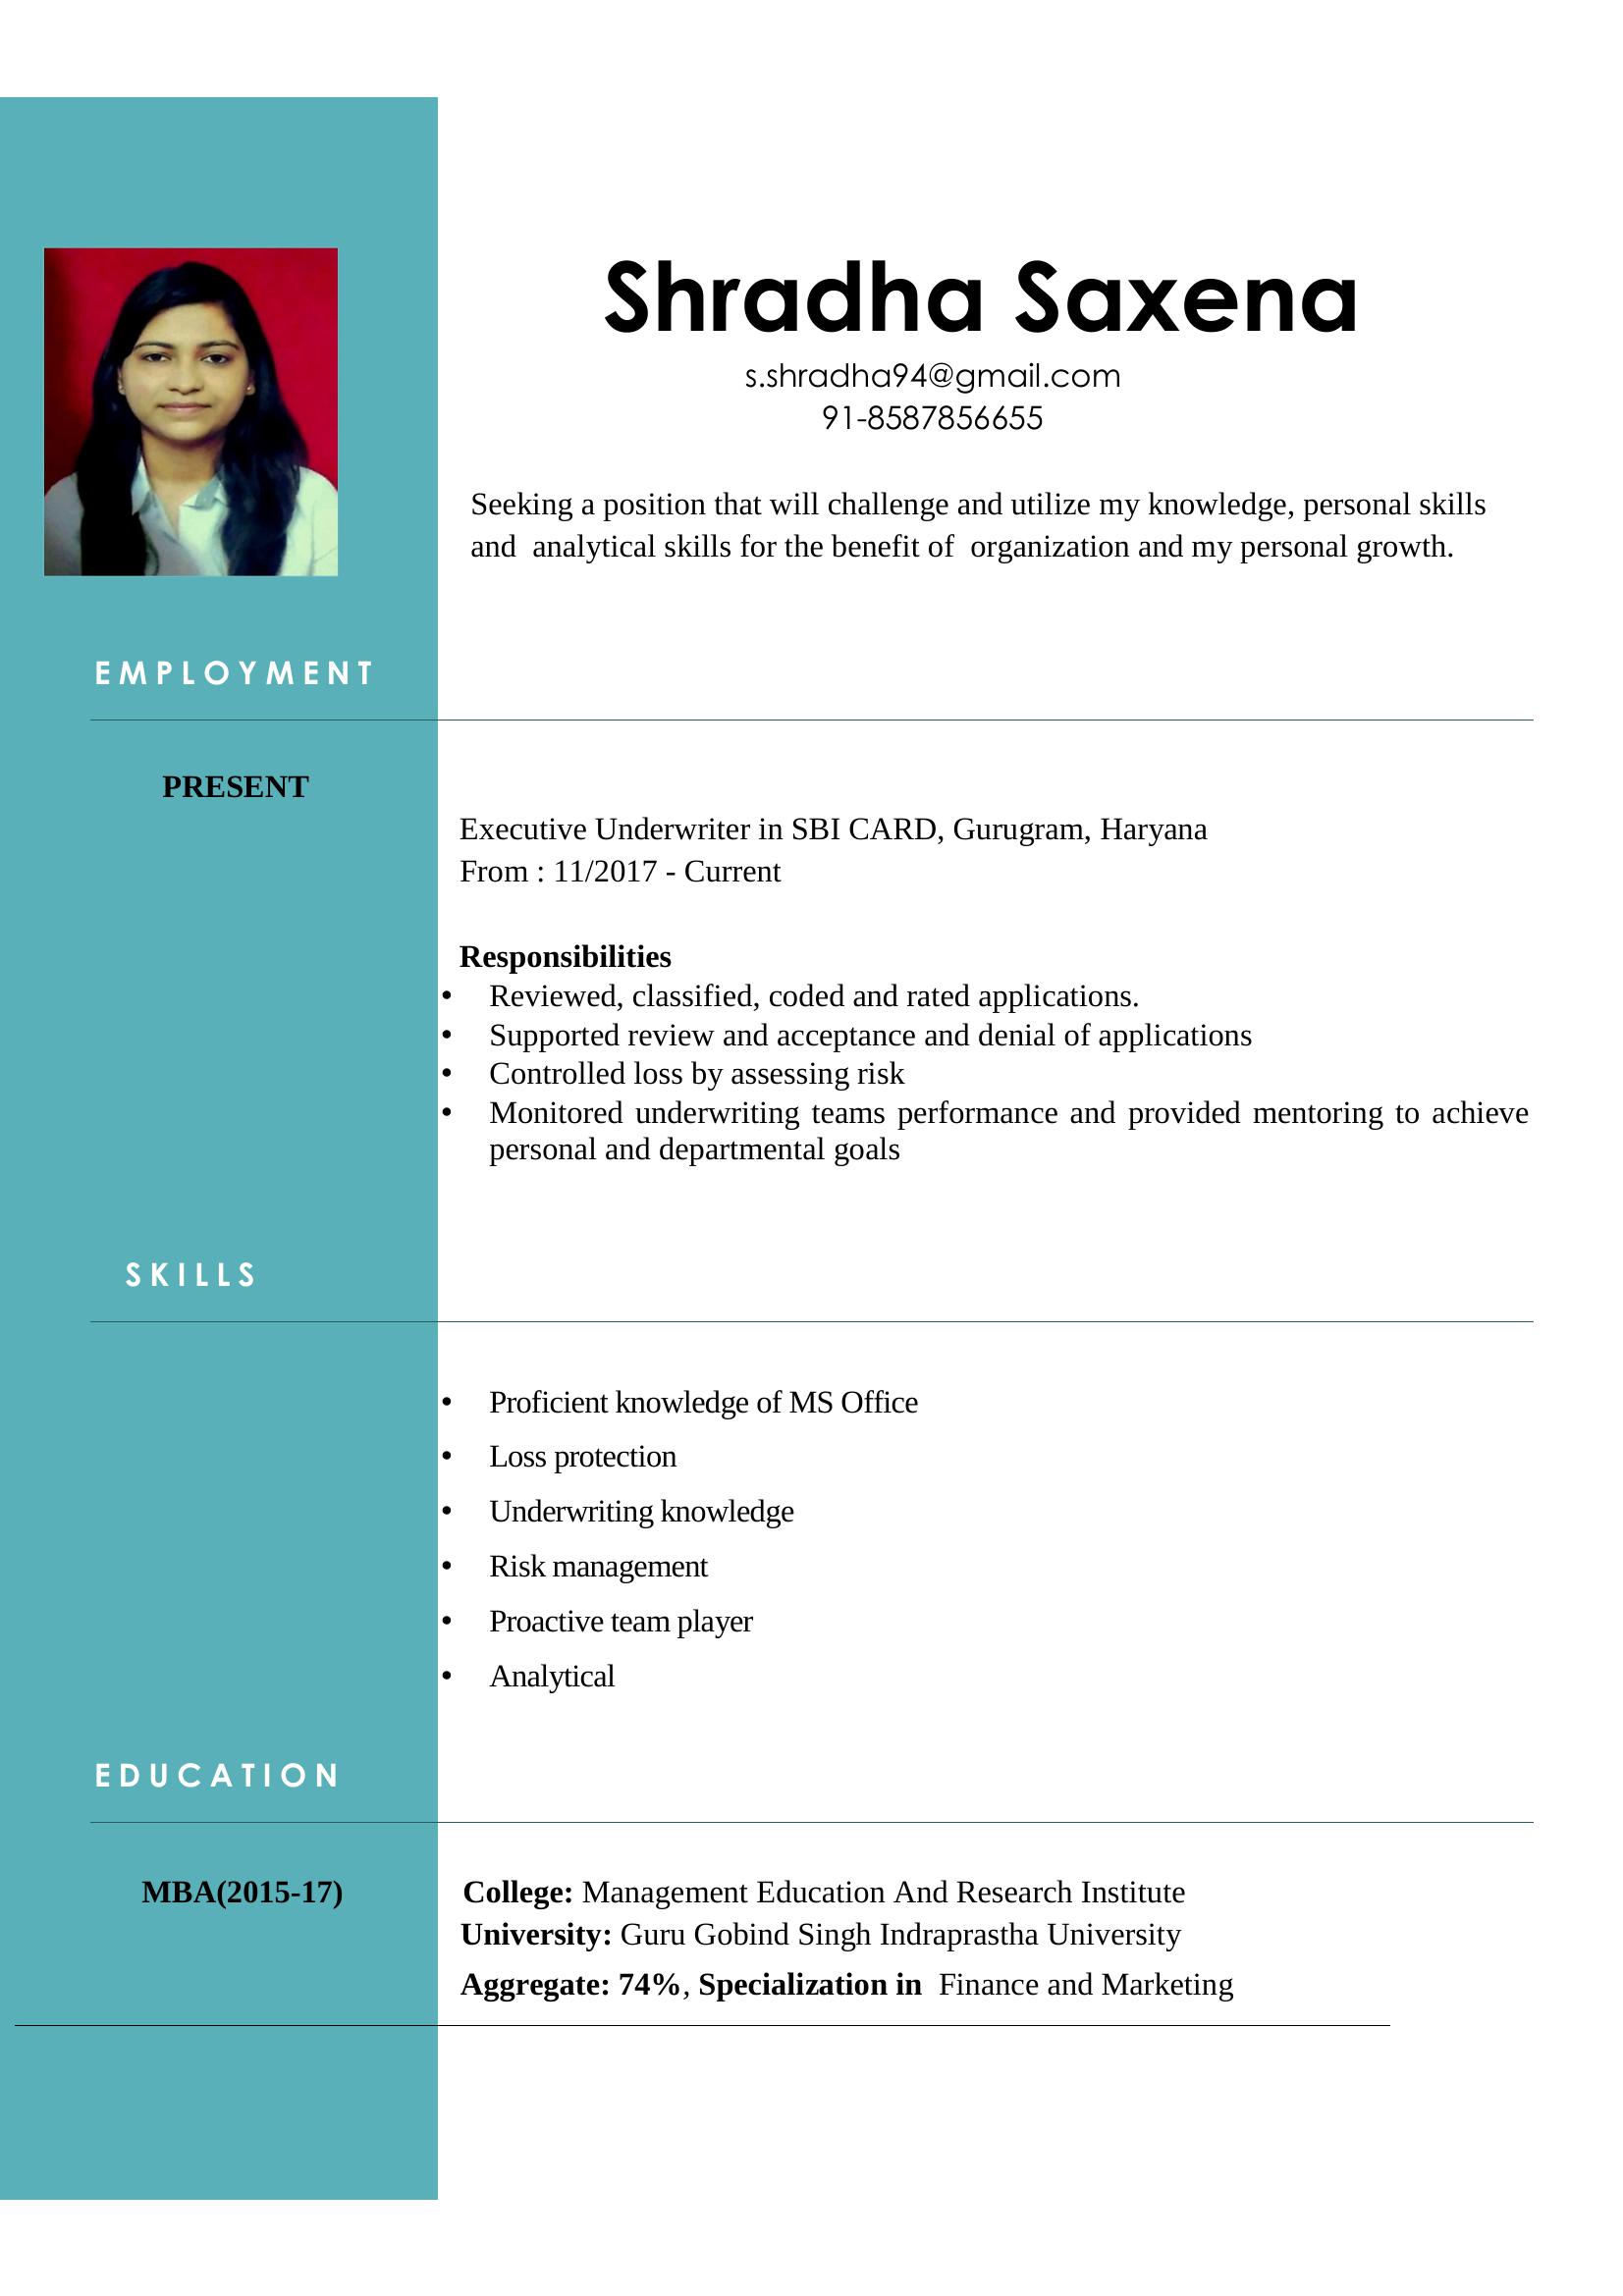 Shradha Saxena
s.shradha94@gmail.com
91-8587856655
Seeking a position that will challenge and utilize my knowledge, personal skills
and  analytical skills for the benefit of  organization and my personal growth.
EMPLOYMENT
PRESENT
Executive Underwriter in SBI CARD, Gurugram, Haryana
From : 11/2017 - Current
Responsibilities
• Reviewed, classified, coded and rated applications.
• Supported review and acceptance and denial of applications
• Controlled loss by assessing risk
• Monitored underwriting teams performance and provided mentoring to achieve
personal and departmental goals
SKILLS
• Proficient knowledge of MS Office
• Loss protection
• Underwriting knowledge
• Risk management
• Proactive team player
• Analytical
EDUCATION
MBA(2015-17) College: Management Education And Research Institute
University: Guru Gobind Singh Indraprastha University
Aggregate: 74%, Specialization in  Finance and Marketing